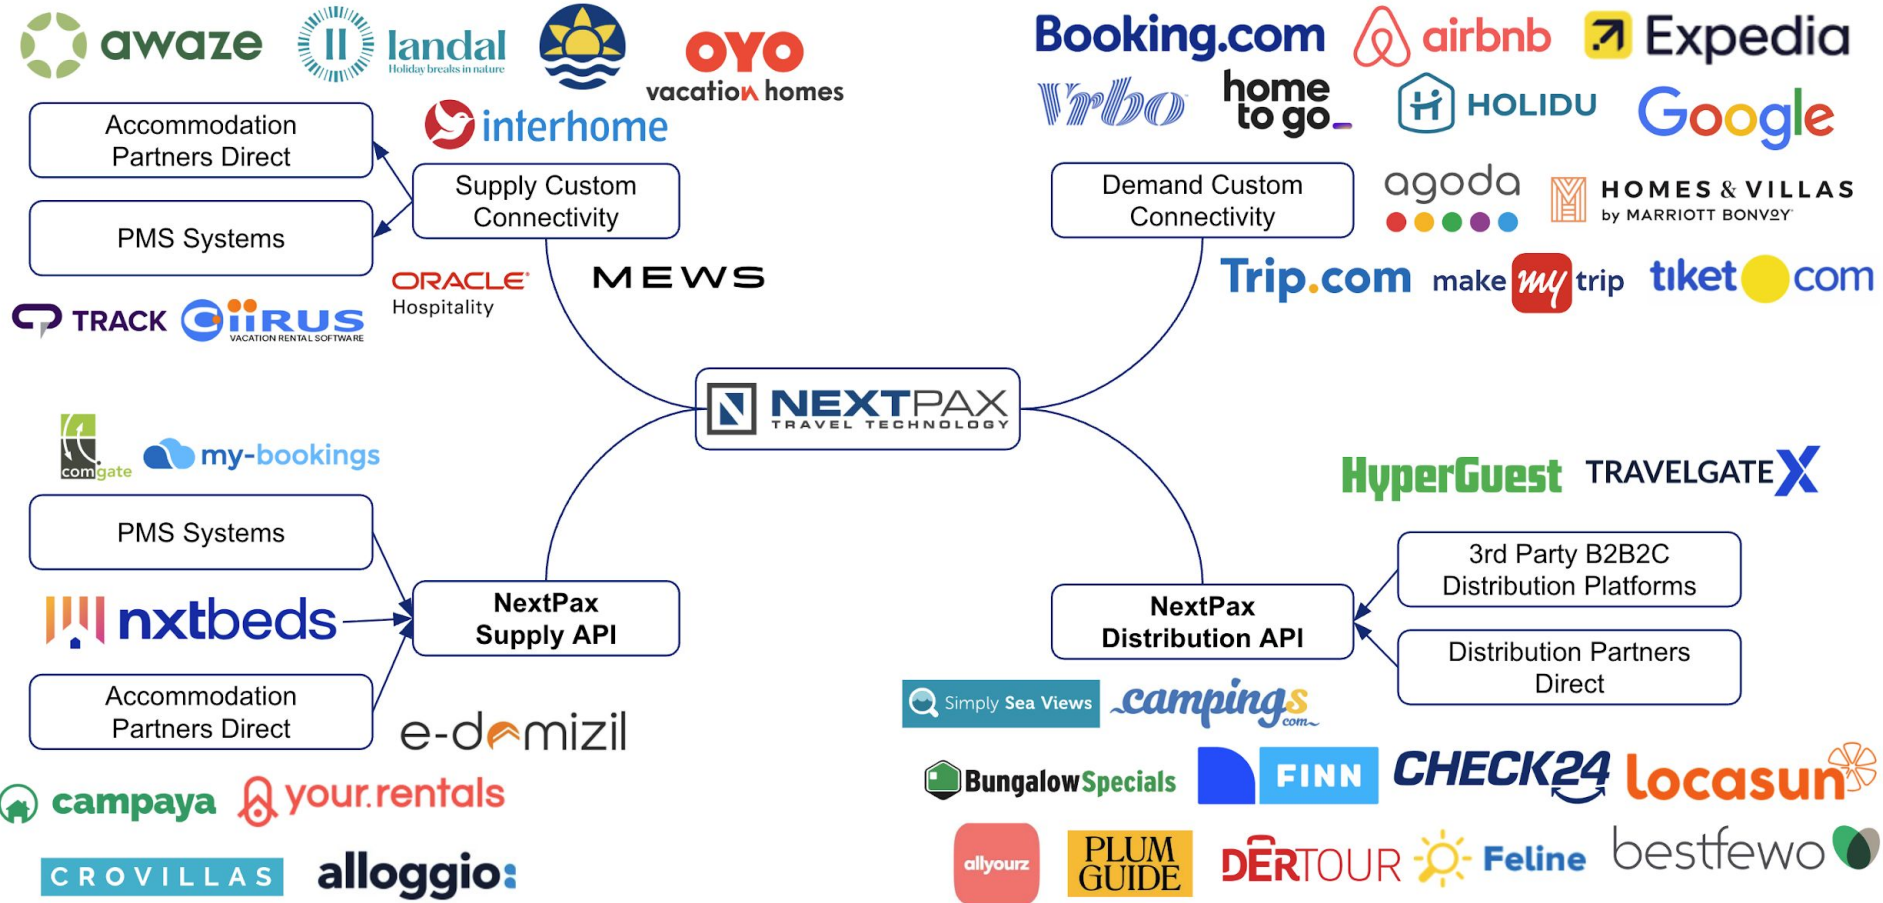 awaze
landal
Holiday breaks in nature
OYO
vacation homes
interhome
Accommodation
Partners Direct
PMS Systems
Supply Custom
Connectivity
TRACK
CiiRUS
VACATION RENTAL SOFTWARE
ORACLE
Hospitality
MEWS
Booking.com
airbnb
Expedia
Vrbo
home
to go_
HOLIDU
Google
Demand Custom
Connectivity
agoda
HOMES & VILLAS
by MARRIOTT BONVOY
Trip.com
make my trip
tiket com
NEXTPAX
TRAVEL TECHNOLOGY
comgate
my-bookings
PMS Systems
nxtbeds
Accommodation
Partners Direct
NextPax
Supply API
e-domizil
campaya
your.rentals
CROVILLAS
alloggio:
HyperGuest
TRAVELGATEX
3rd Party B2B2C
Distribution Platforms
Distribution Partners
Direct
NextPax
Distribution API
Simply Sea Views
campings
com
BungalowSpecials
FINN
CHECK24
locasun
allyourz
PLUM
GUIDE
DERTOUR
Feline
bestfewo